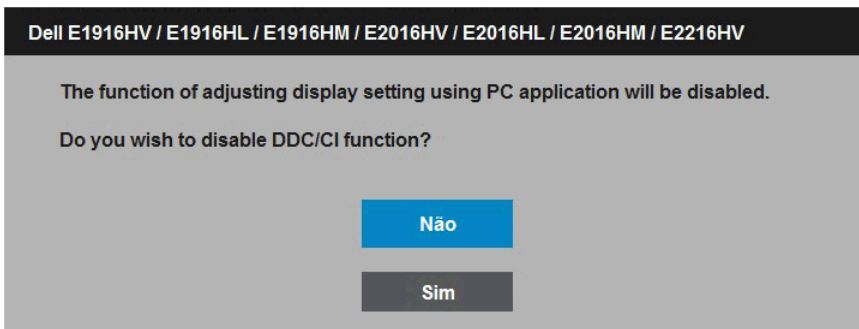 Dell E1916HV / E1916HL / E1916HM / E2016HV / E2016HL / E2016HM / E2216HV
The function of adjusting display setting using PC application will be disabled.
Do you wish to disable DDC/CI function?
Não
Sim